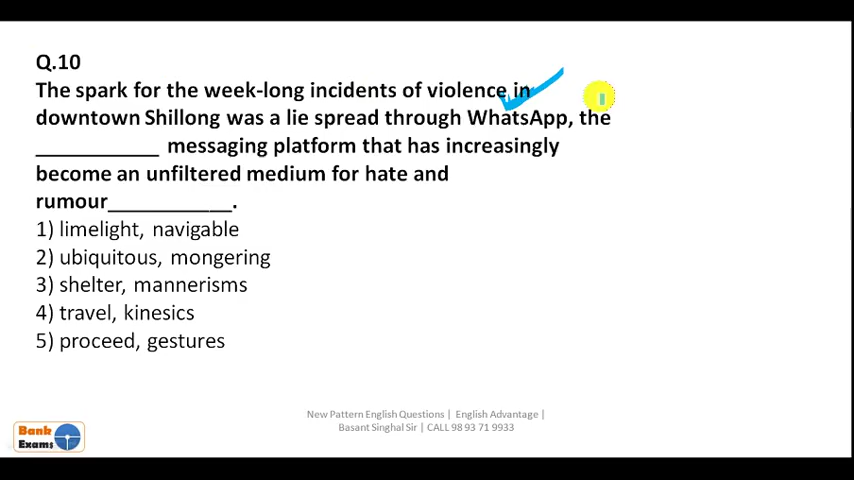 Q.10
The spark for the week-long incidents of violence in
downtown Shillong was a lie spread through WhatsApp, the
___________ messaging platform that has increasingly
become an unfiltered medium for hate and
rumour___________.
1) limelight, navigable
2) ubiquitous, mongering
3) shelter, mannerisms
4) travel, kinesics
5) proceed, gestures
New Pattern English Questions | English Advantage |
Basant Singhal Sir | CALL 98 93 71 9933
Bank
Exams